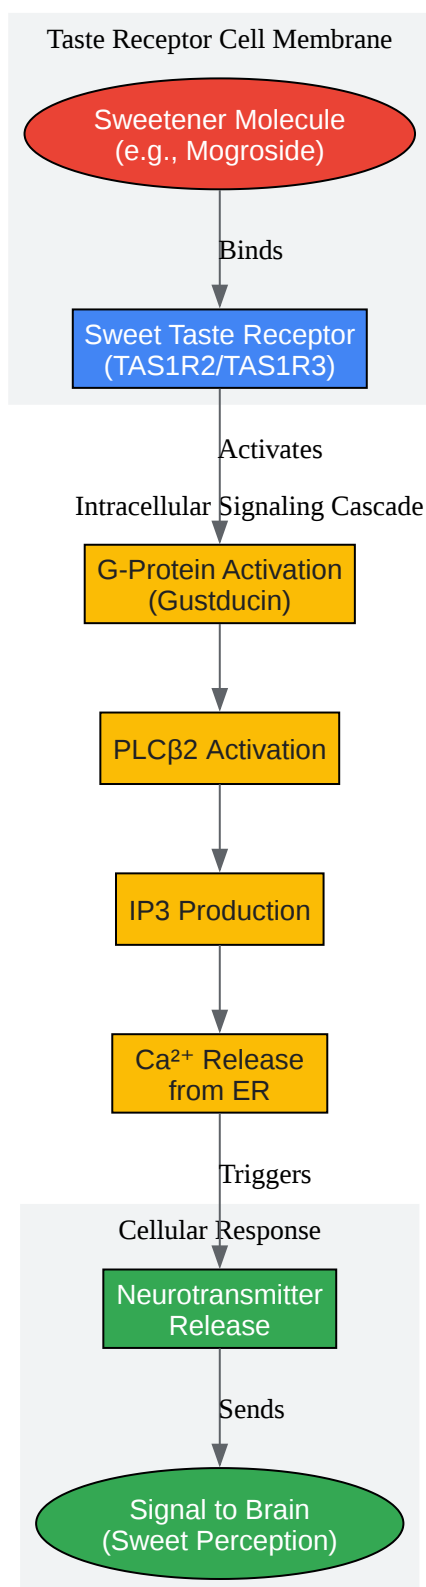 Taste Receptor Cell Membrane
Sweetener Molecule
(e.g., Mogroside)
Binds
Sweet Taste Receptor
(TAS1R2/TAS1R3)
Activates
Intracellular Signaling Cascade
G-Protein Activation
(Gustducin)
PLCβ2 Activation
IP3 Production
Ca²⁺ Release
from ER
Triggers
Cellular Response
Neurotransmitter
Release
Sends
Signal to Brain
(Sweet Perception)